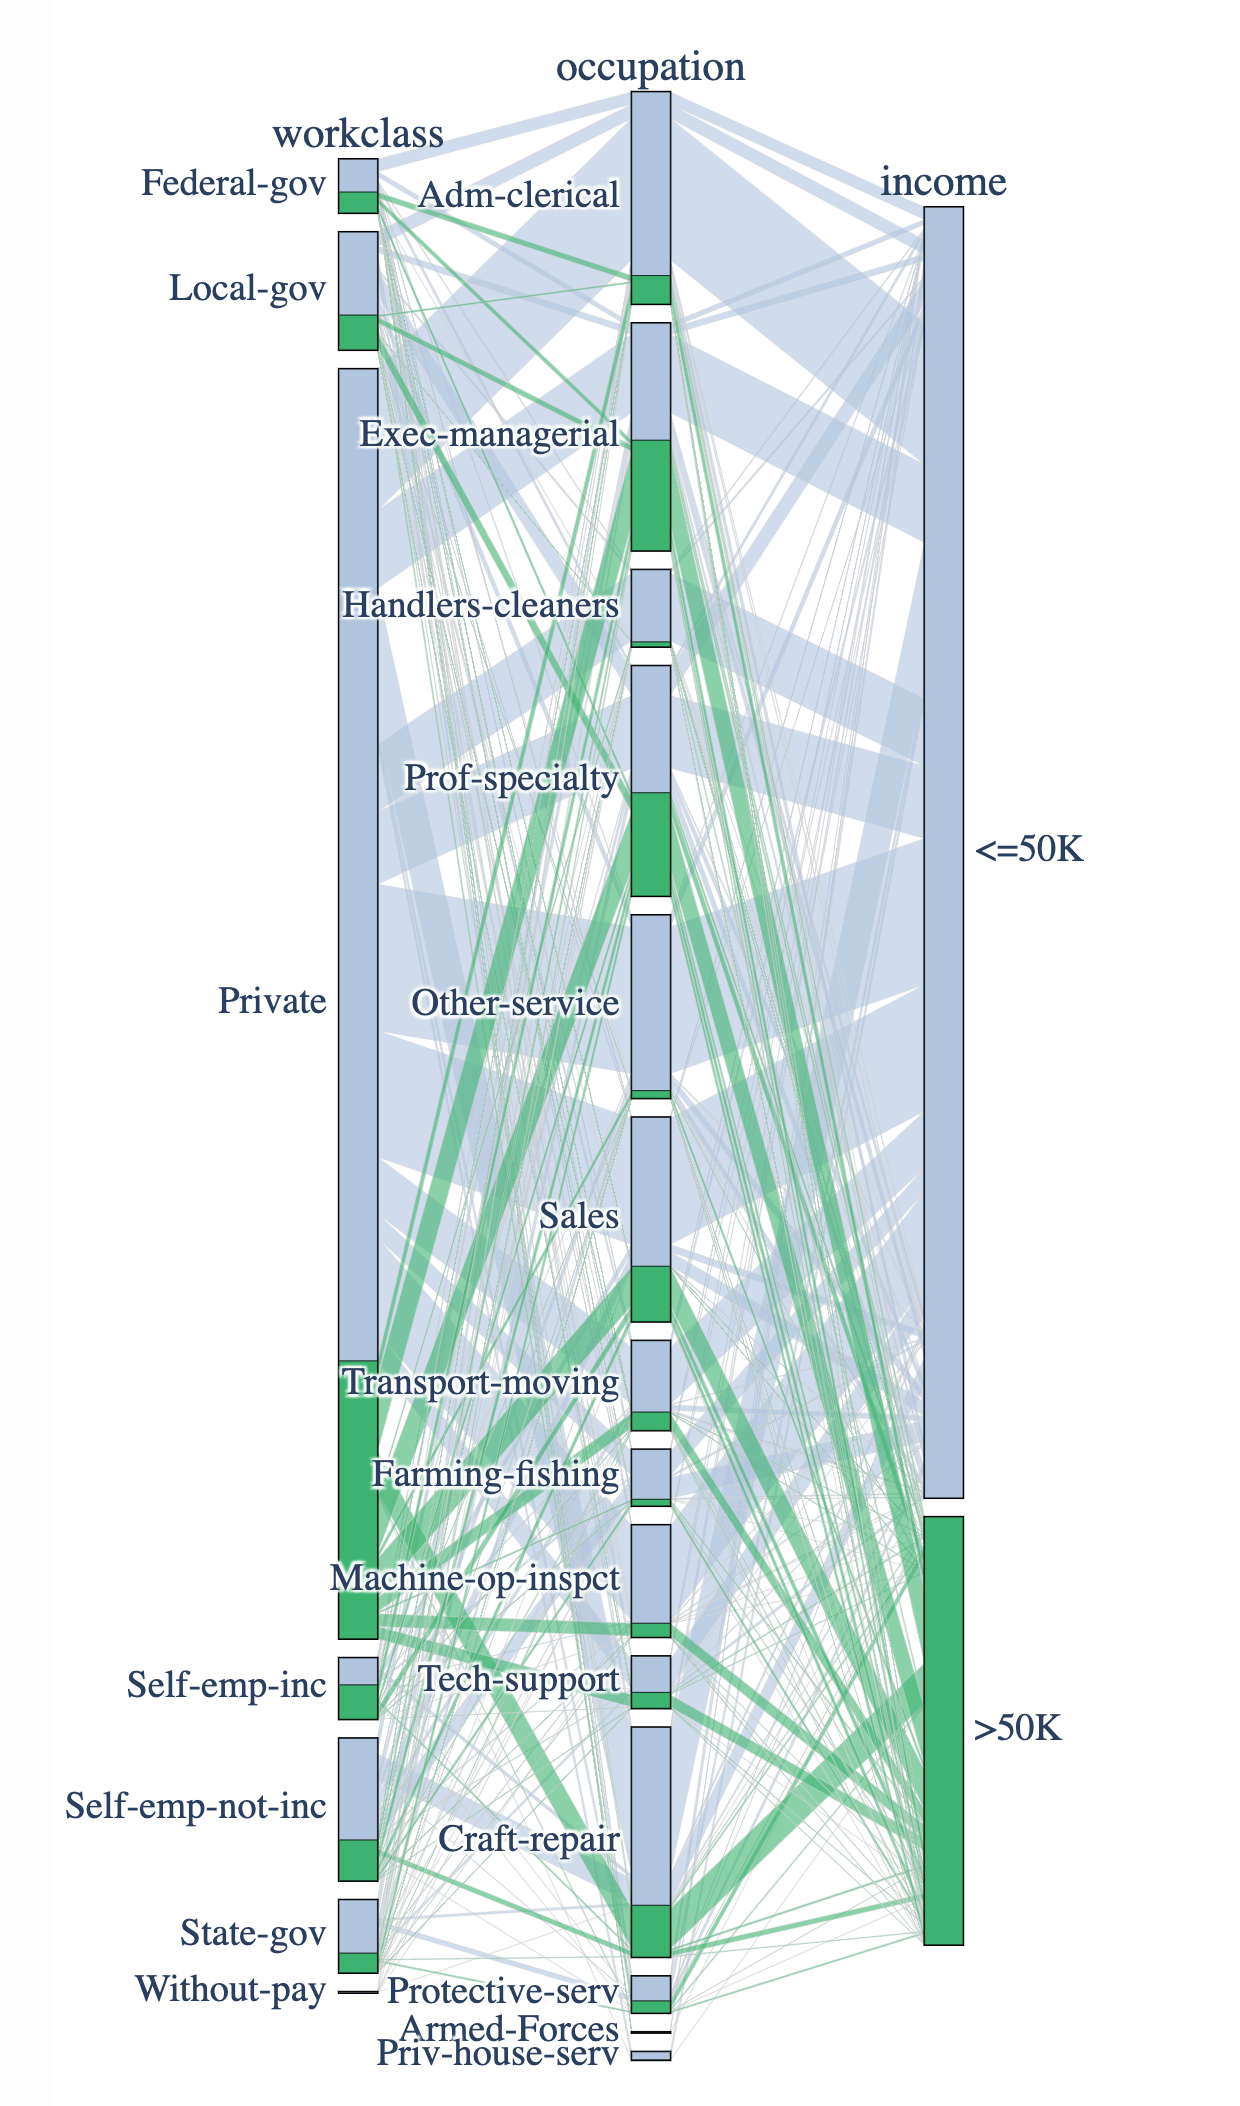 occupation
workclass
income
Federal-gov
Local-gov
Private
Self-emp-inc
Self-emp-not-inc
State-gov
Without-pay
Adm-clerical
Exec-managerial
Handlers-cleaners
Prof-specialty
Other-service
Sales
Transport-moving
Farming-fishing
Machine-op-inspct
Tech-support
Craft-repair
Protective-serv
Armed-Forces
Priv-house-serv
<=50K
>50K